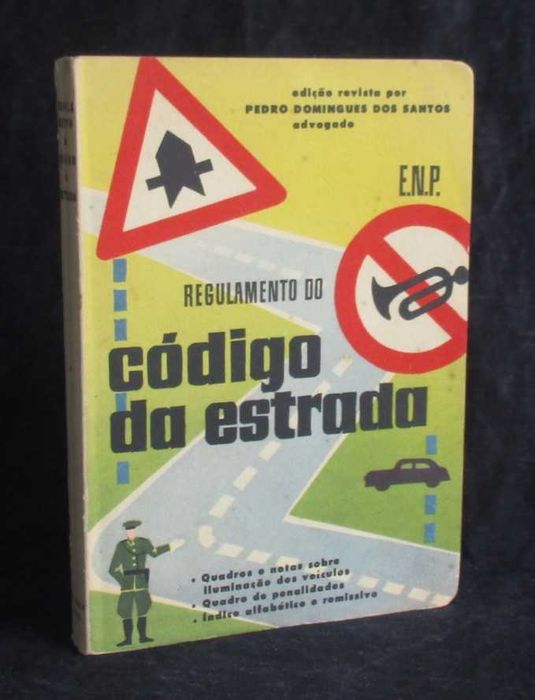 edição revista por
PEDRO DOMINGUES DOS SANTOS
advogado
E.N.P.
REGULAMENTO DO
código
da estrada
• Quadros e notas sobre
iluminação dos veículos
• Quadro de penalidades
• Índice alfabético e remissivo